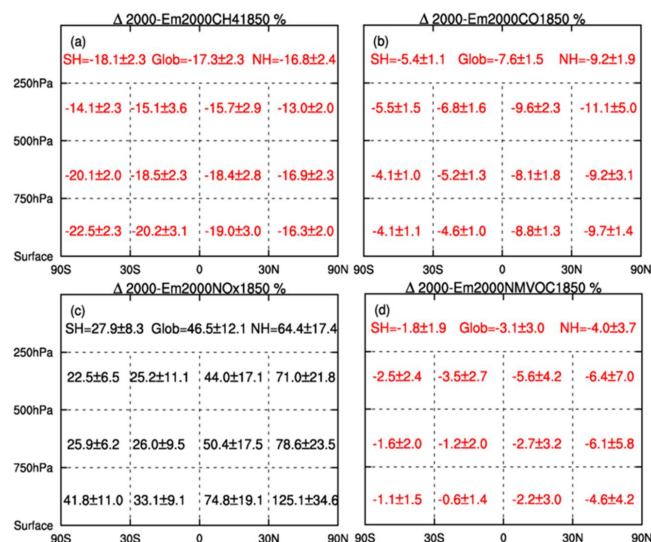 Δ 2000-Em2000CH41850 %
(a)
SH=-18.1±2.3 Glob=-17.3±2.3 NH=-16.8±2.4
250hPa
-14.1±2.3 -15.1±3.6 -15.7±2.9 -13.0±2.0
500hPa
-20.1±2.0 -18.5±2.3 -18.4±2.8 -16.9±2.3
750hPa
-22.5±2.3 -20.2±3.1 -19.0±3.0 -16.3±2.0
Surface
90S 30S 0 30N 90N
Δ 2000-Em2000CO1850 %
(b)
SH=-5.4±1.1 Glob=-7.6±1.5 NH=-9.2±1.9
-5.5±1.5 -6.8±1.6 -9.6±2.3 -11.1±5.0
-4.1±1.0 -5.2±1.3 -8.1±1.8 -9.2±3.1
-4.1±1.1 -4.6±1.0 -8.8±1.3 -9.7±1.4
90S 30S 0 30N 90N
Δ 2000-Em2000NOx1850 %
(c)
SH=27.9±8.3 Glob=46.5±12.1 NH=64.4±17.4
250hPa
22.5±6.5 25.2±11.1 44.0±17.1 71.0±21.8
500hPa
25.9±6.2 26.0±9.5 50.4±17.5 78.6±23.5
750hPa
41.8±11.0 33.1±9.1 74.8±19.1 125.1±34.6
Surface
90S 30S 0 30N 90N
Δ 2000-Em2000NMVOC1850 %
(d)
SH=-1.8±1.9 Glob=-3.1±3.0 NH=-4.0±3.7
-2.5±2.4 -3.5±2.7 -5.6±4.2 -6.4±7.0
-1.6±2.0 -1.2±2.0 -2.7±3.2 -6.1±5.8
-1.1±1.5 -0.6±1.4 -2.2±3.0 -4.6±4.2
90S 30S 0 30N 90N